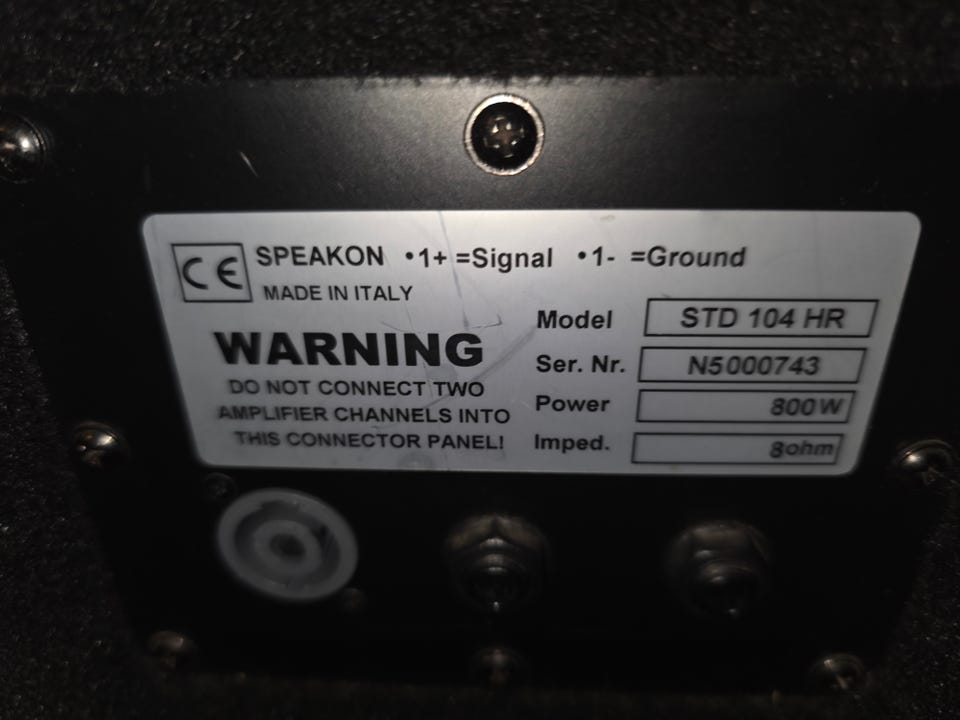 CE SPEAKON •1+ =Signal •1- =Ground
MADE IN ITALY
WARNING
DO NOT CONNECT TWO
AMPLIFIER CHANNELS INTO
THIS CONNECTOR PANEL!
Model STD 104 HR
Ser. Nr. N5000743
Power 800W
Imped. 8ohm